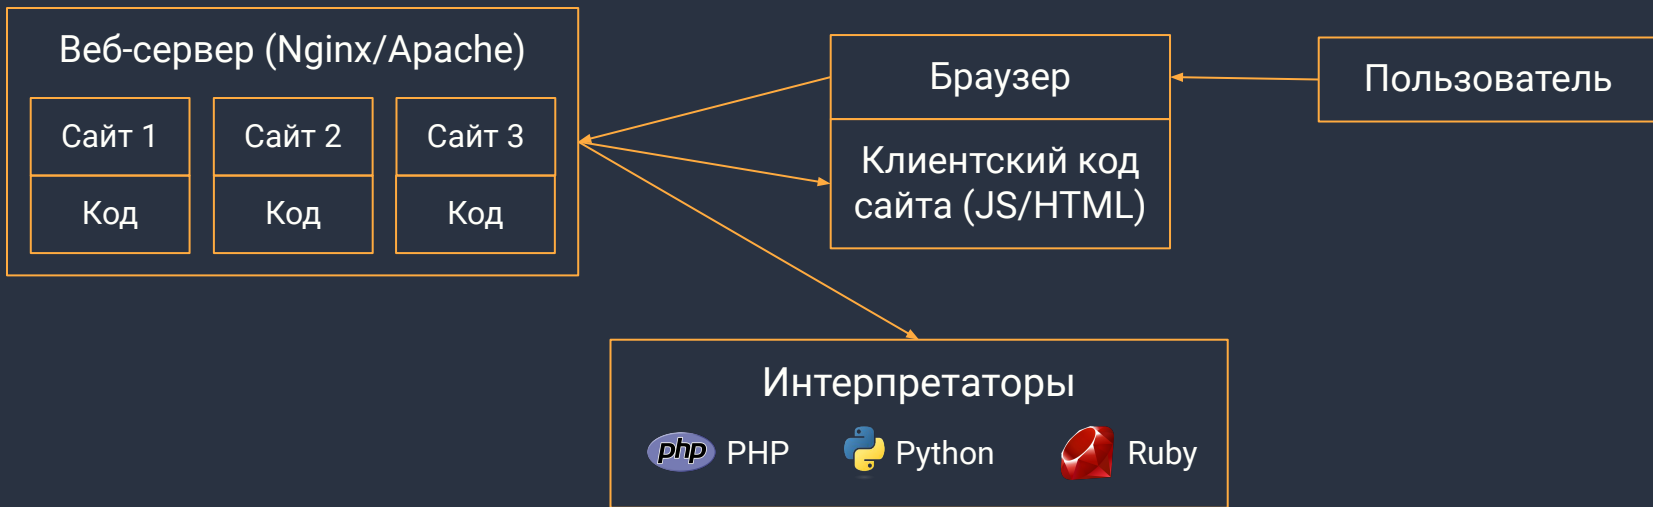 Веб-сервер (Nginx/Apache)
Сайт 1
Сайт 2
Сайт 3
Код
Код
Код
Браузер
Клиентский код
сайта (JS/HTML)
Пользователь
Интерпретаторы
php PHP
Python
Ruby